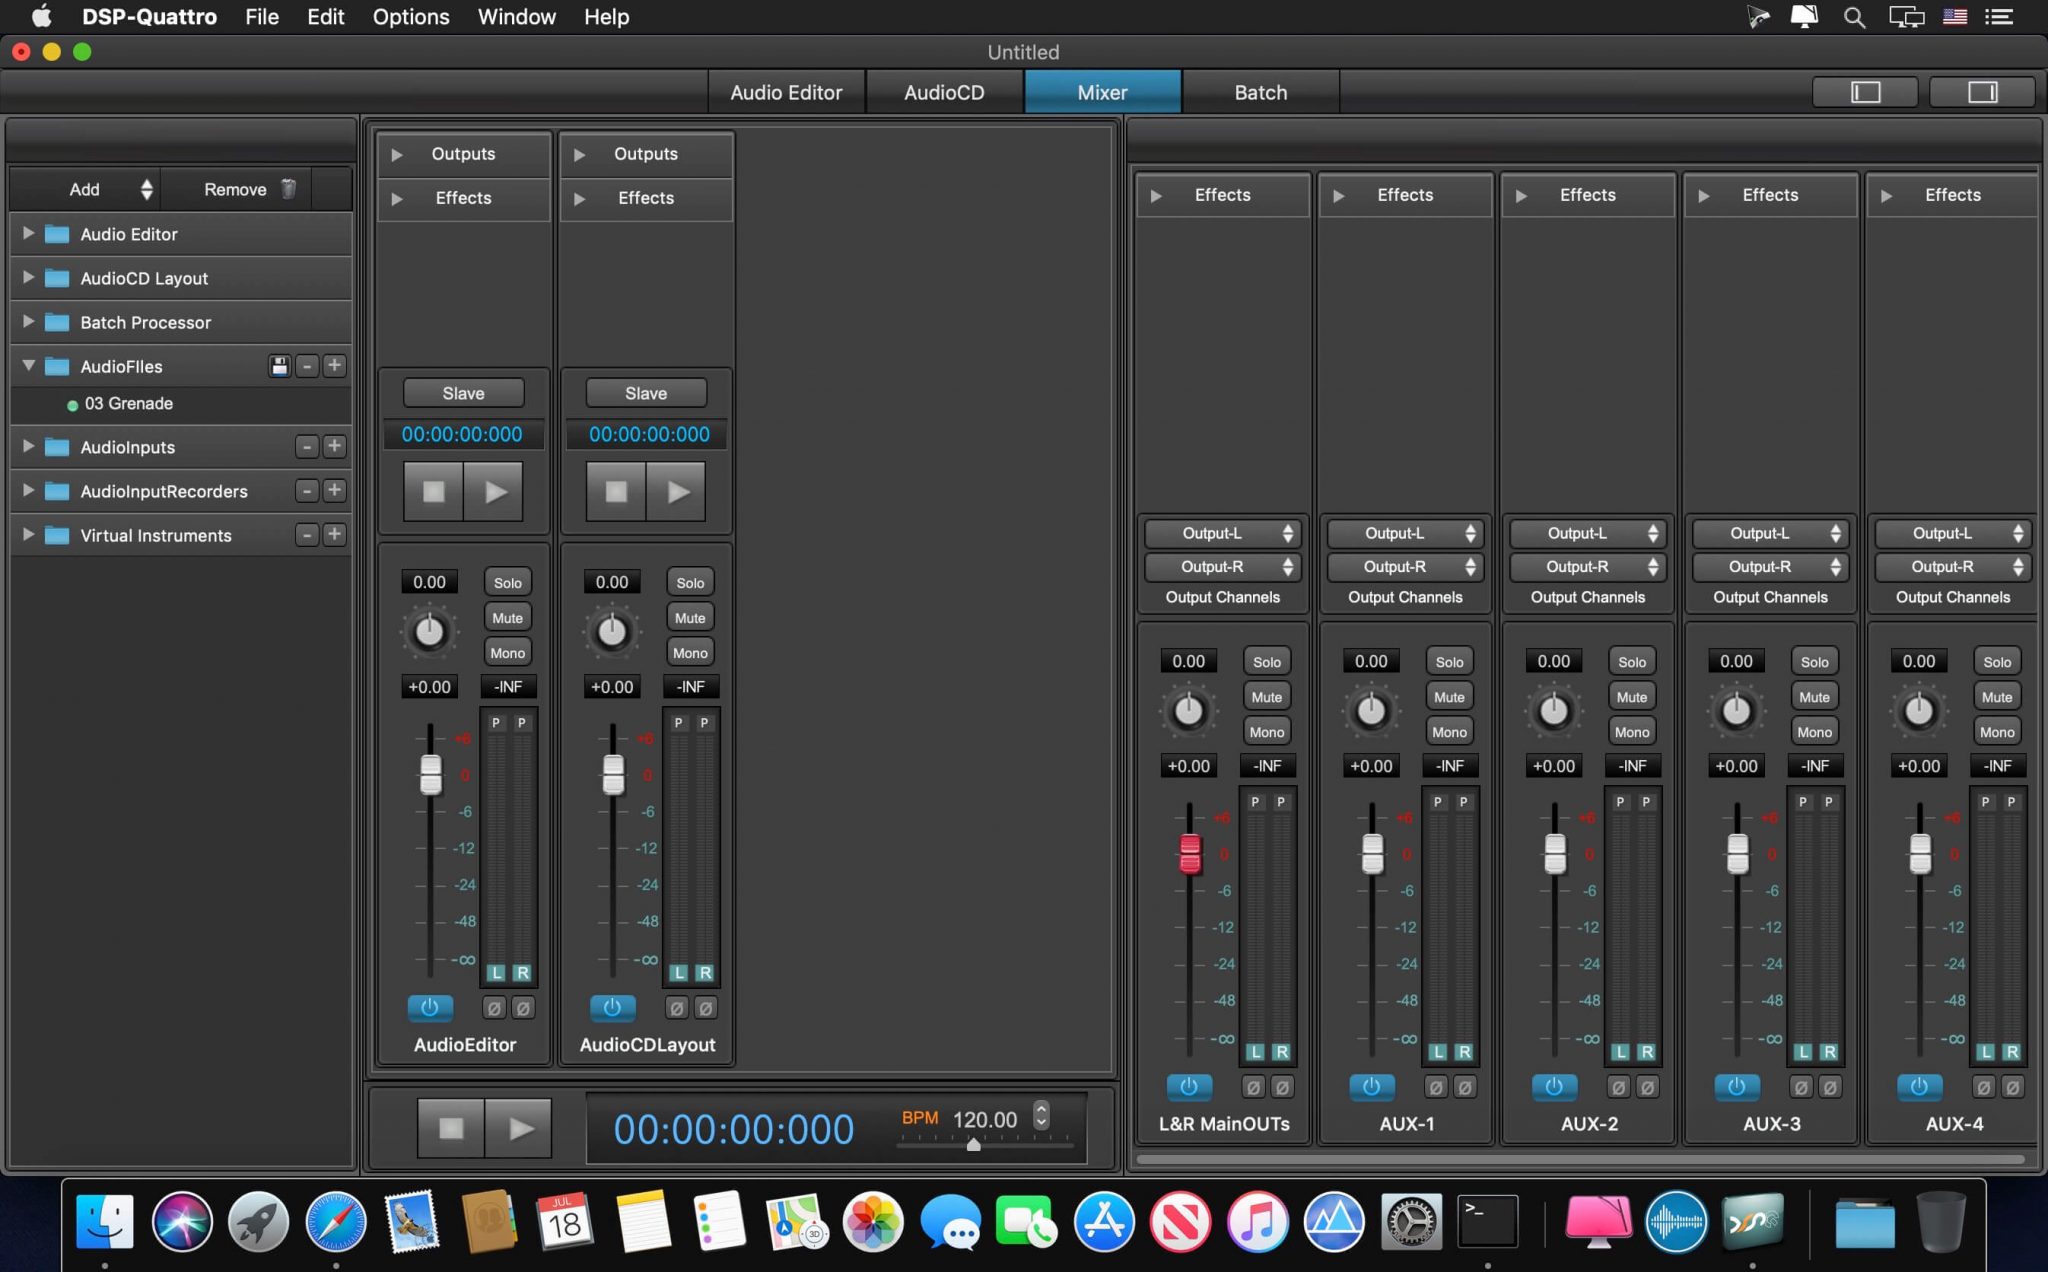 DSP-Quattro File Edit Options Window Help
Untitled
Audio Editor AudioCD Mixer Batch
Add Remove
Audio Editor
AudioCD Layout
Batch Processor
AudioFIles - +
03 Grenade
AudioInputs - +
AudioInputRecorders - +
Virtual Instruments - +
Outputs Outputs
Effects Effects
Slave Slave
00:00:00:000 00:00:00:000
0.00 Solo 0.00 Solo
Mute Mute
Mono Mono
+0.00 -INF +0.00 -INF
P P P P
+6 +6
0 0
-6 -6
-12 -12
-24 -24
-48 -48
-∞ L R -∞ L R
Ø Ø Ø Ø
AudioEditor AudioCDLayout
00:00:00:000 BPM 120.00
Effects Effects Effects Effects Effects
Output-L Output-L Output-L Output-L Output-L
Output-R Output-R Output-R Output-R Output-R
Output Channels Output Channels Output Channels Output Channels Output Channels
0.00 Solo 0.00 Solo 0.00 Solo 0.00 Solo 0.00 Solo
Mute Mute Mute Mute Mute
Mono Mono Mono Mono Mono
+0.00 -INF +0.00 -INF +0.00 -INF +0.00 -INF +0.00 -INF
P P P P P P P P P P
+6 +6 +6 +6 +6
0 0 0 0 0
-6 -6 -6 -6 -6
-12 -12 -12 -12 -12
-24 -24 -24 -24 -24
-48 -48 -48 -48 -48
-∞ L R -∞ L R -∞ L R -∞ L R -∞ L R
Ø Ø Ø Ø Ø Ø Ø Ø Ø Ø
L&R MainOUTs AUX-1 AUX-2 AUX-3 AUX-4
JUL
18
3D
>_